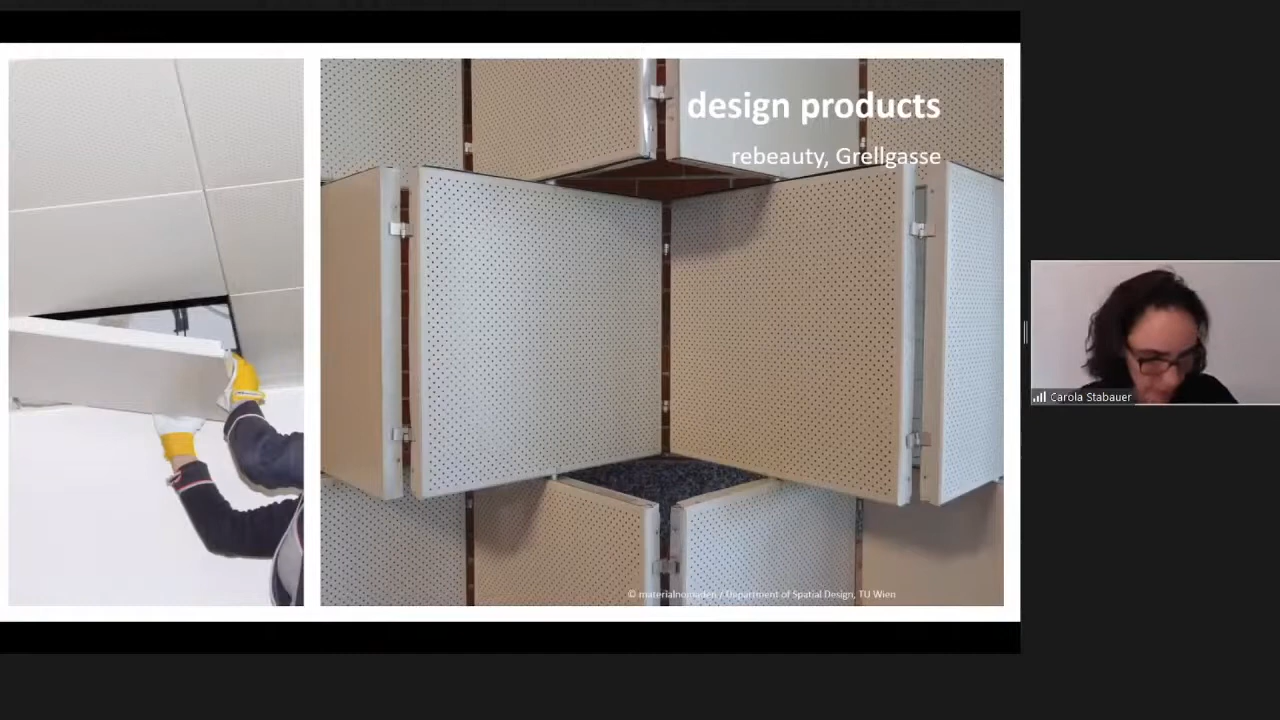 design products
rebeauty, Grellgasse
© materialnomaden / Department of Spatial Design, TU Wien
Carola Stabauer